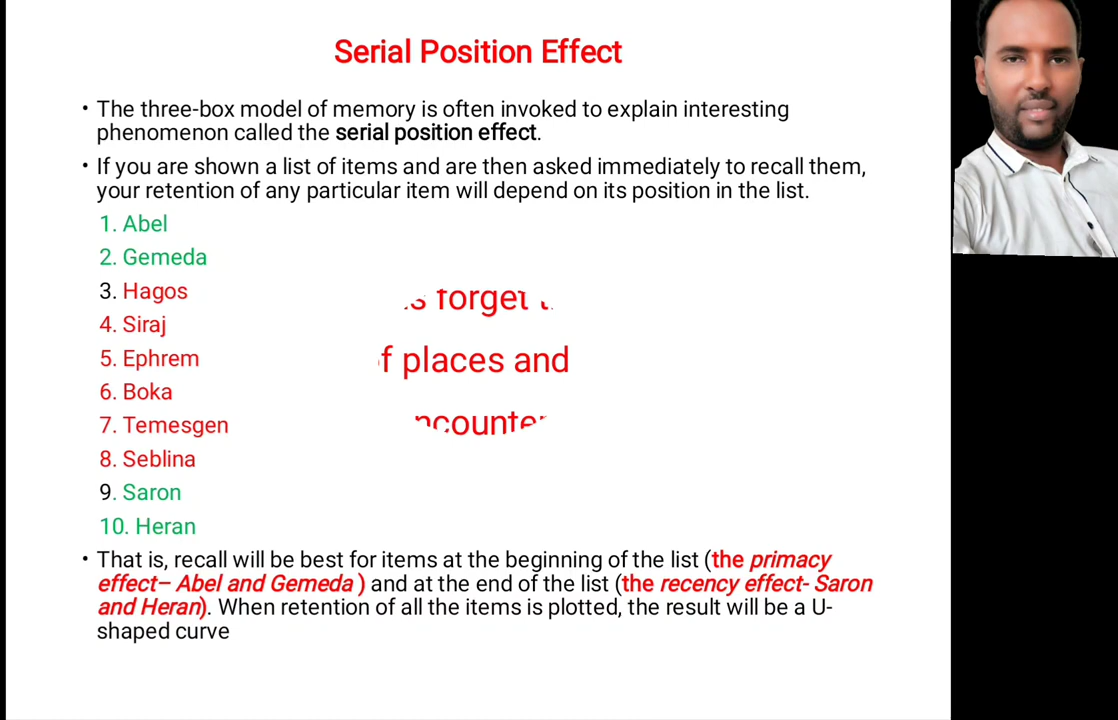 Serial Position Effect
• The three-box model of memory is often invoked to explain interesting
phenomenon called the serial position effect.
• If you are shown a list of items and are then asked immediately to recall them,
your retention of any particular item will depend on its position in the list.
1. Abel
2. Gemeda
3. Hagos
4. Siraj
5. Ephrem
6. Boka
7. Temesgen
8. Seblina
9. Saron
10. Heran
forget
places and
• That is, recall will be best for items at the beginning of the list (the primacy
effect– Abel and Gemeda ) and at the end of the list (the recency effect- Saron
and Heran). When retention of all the items is plotted, the result will be a U-
shaped curve